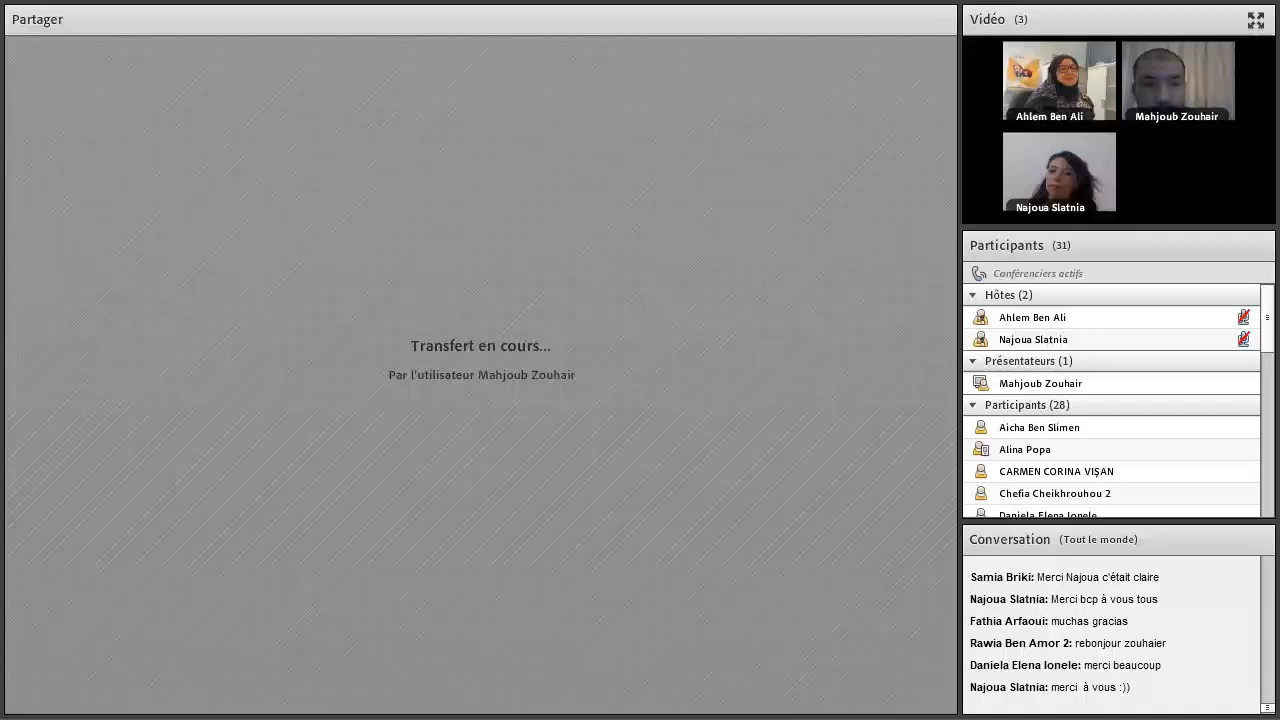 Partager
Transfert en cours...
Par l'utilisateur Mahjoub Zouhair
Vidéo (3)
Ahlem Ben Ali
Mahjoub Zouhair
Najoua Slatnia
Participants (31)
Conférenciers actifs
Hôtes (2)
Ahlem Ben Ali
Najoua Slatnia
Présentateurs (1)
Mahjoub Zouhair
Participants (28)
Aicha Ben Slimen
Alina Popa
CARMEN CORINA VIŞAN
Chefia Cheikhrouhou 2
Daniela Elena Ionele
Conversation (Tout le monde)
Samia Briki: Merci Najoua c'était claire
Najoua Slatnia: Merci bcp à vous tous
Fathia Arfaoui: muchas gracias
Rawia Ben Amor 2: rebonjour zouhaier
Daniela Elena Ionele: merci beaucoup
Najoua Slatnia: merci à vous :))